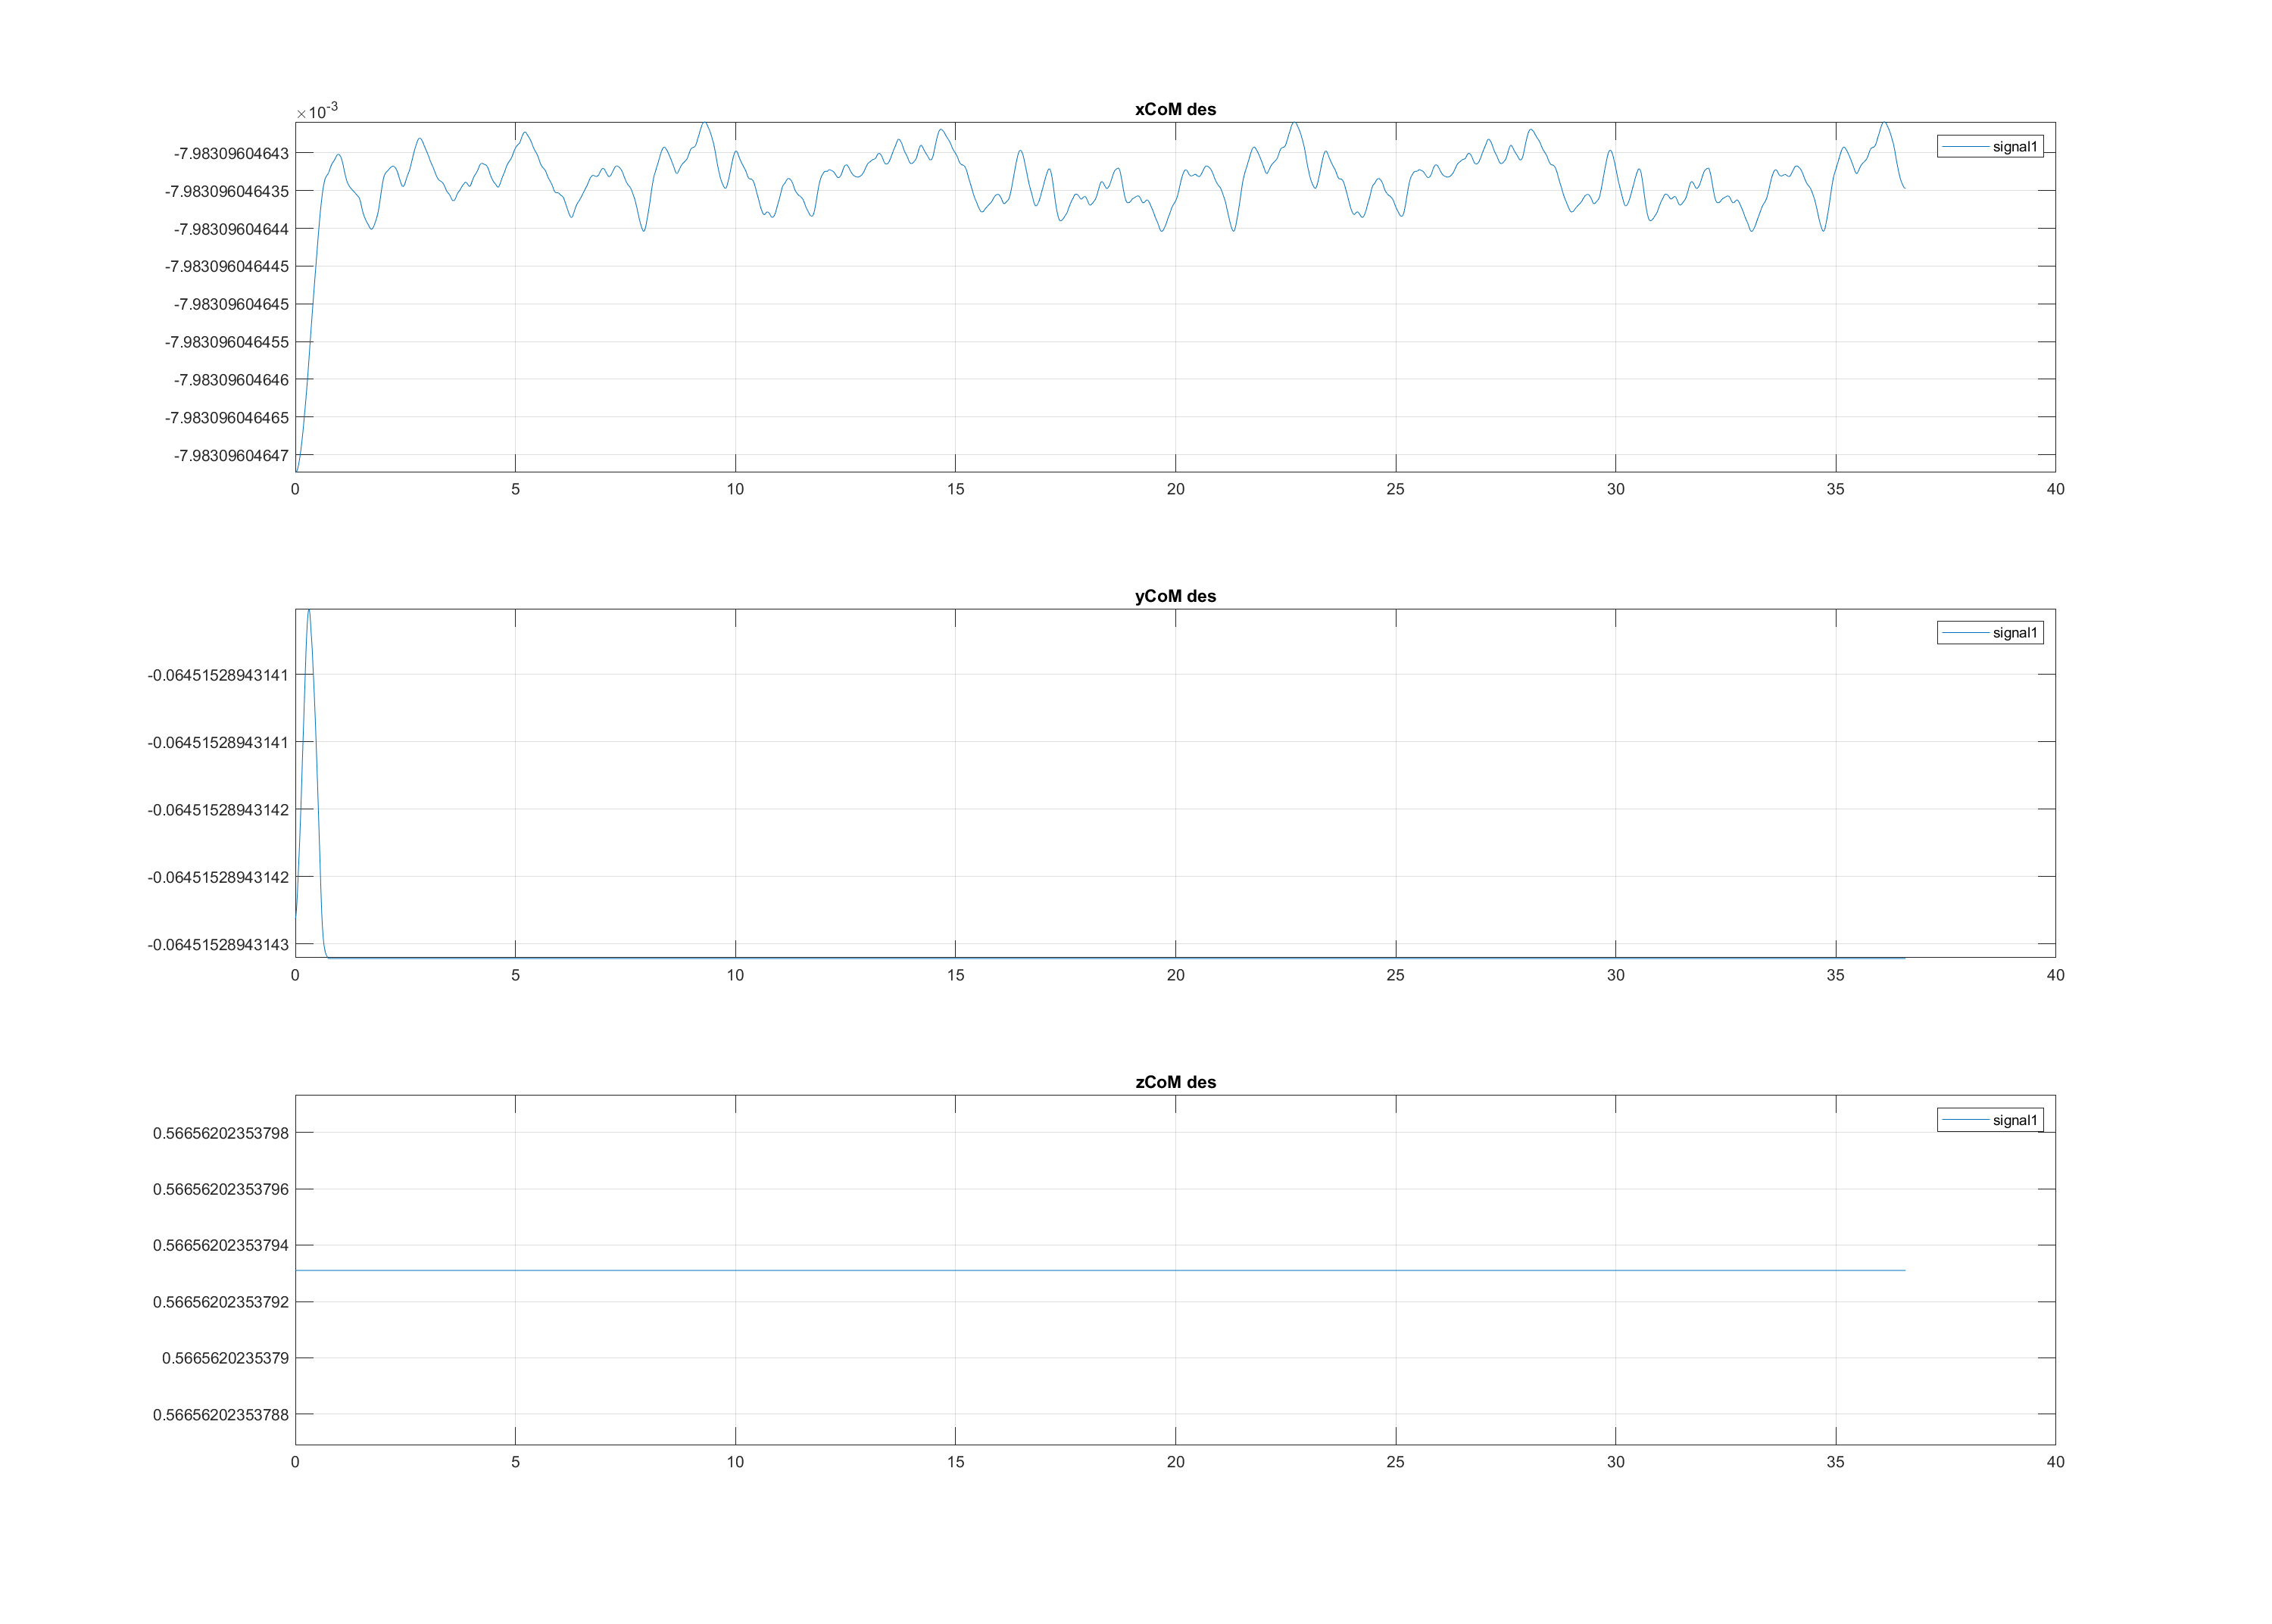 ×10-3
xCoM des
signal1
-7.98309604643
-7.983096046435
-7.98309604644
-7.983096046445
-7.98309604645
-7.983096046455
-7.98309604646
-7.983096046465
-7.98309604647
0 5 10 15 20 25 30 35 40
yCoM des
signal1
-0.06451528943141
-0.06451528943141
-0.06451528943142
-0.06451528943142
-0.06451528943143
0 5 10 15 20 25 30 35 40
zCoM des
signal1
0.56656202353798
0.56656202353796
0.56656202353794
0.56656202353792
0.5665620235379
0.56656202353788
0 5 10 15 20 25 30 35 40